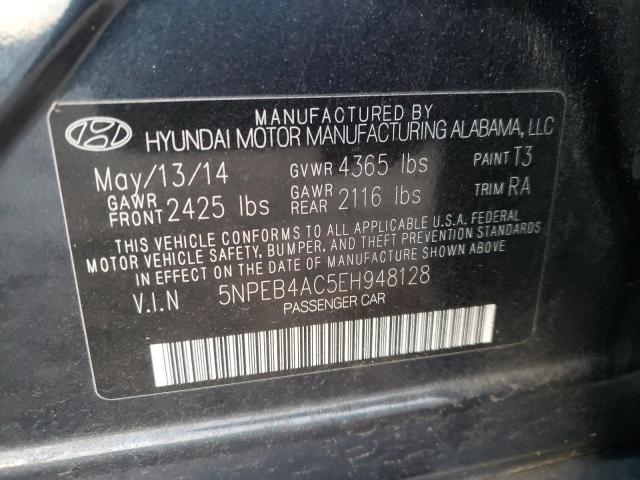 MANUFACTURED BY
HYUNDAI MOTOR MANUFACTURING ALABAMA, LLC
May/13/14 GVWR 4365 lbs PAINT T3
GAWR FRONT 2425 lbs GAWR REAR 2116 lbs TRIM RA
THIS VEHICLE CONFORMS TO ALL APPLICABLE U.S.A. FEDERAL
MOTOR VEHICLE SAFETY, BUMPER, AND THEFT PREVENTION STANDARDS
IN EFFECT ON THE DATE OF MANUFACTURE SHOWN ABOVE.
V.I.N 5NPEB4AC5EH948128
PASSENGER CAR